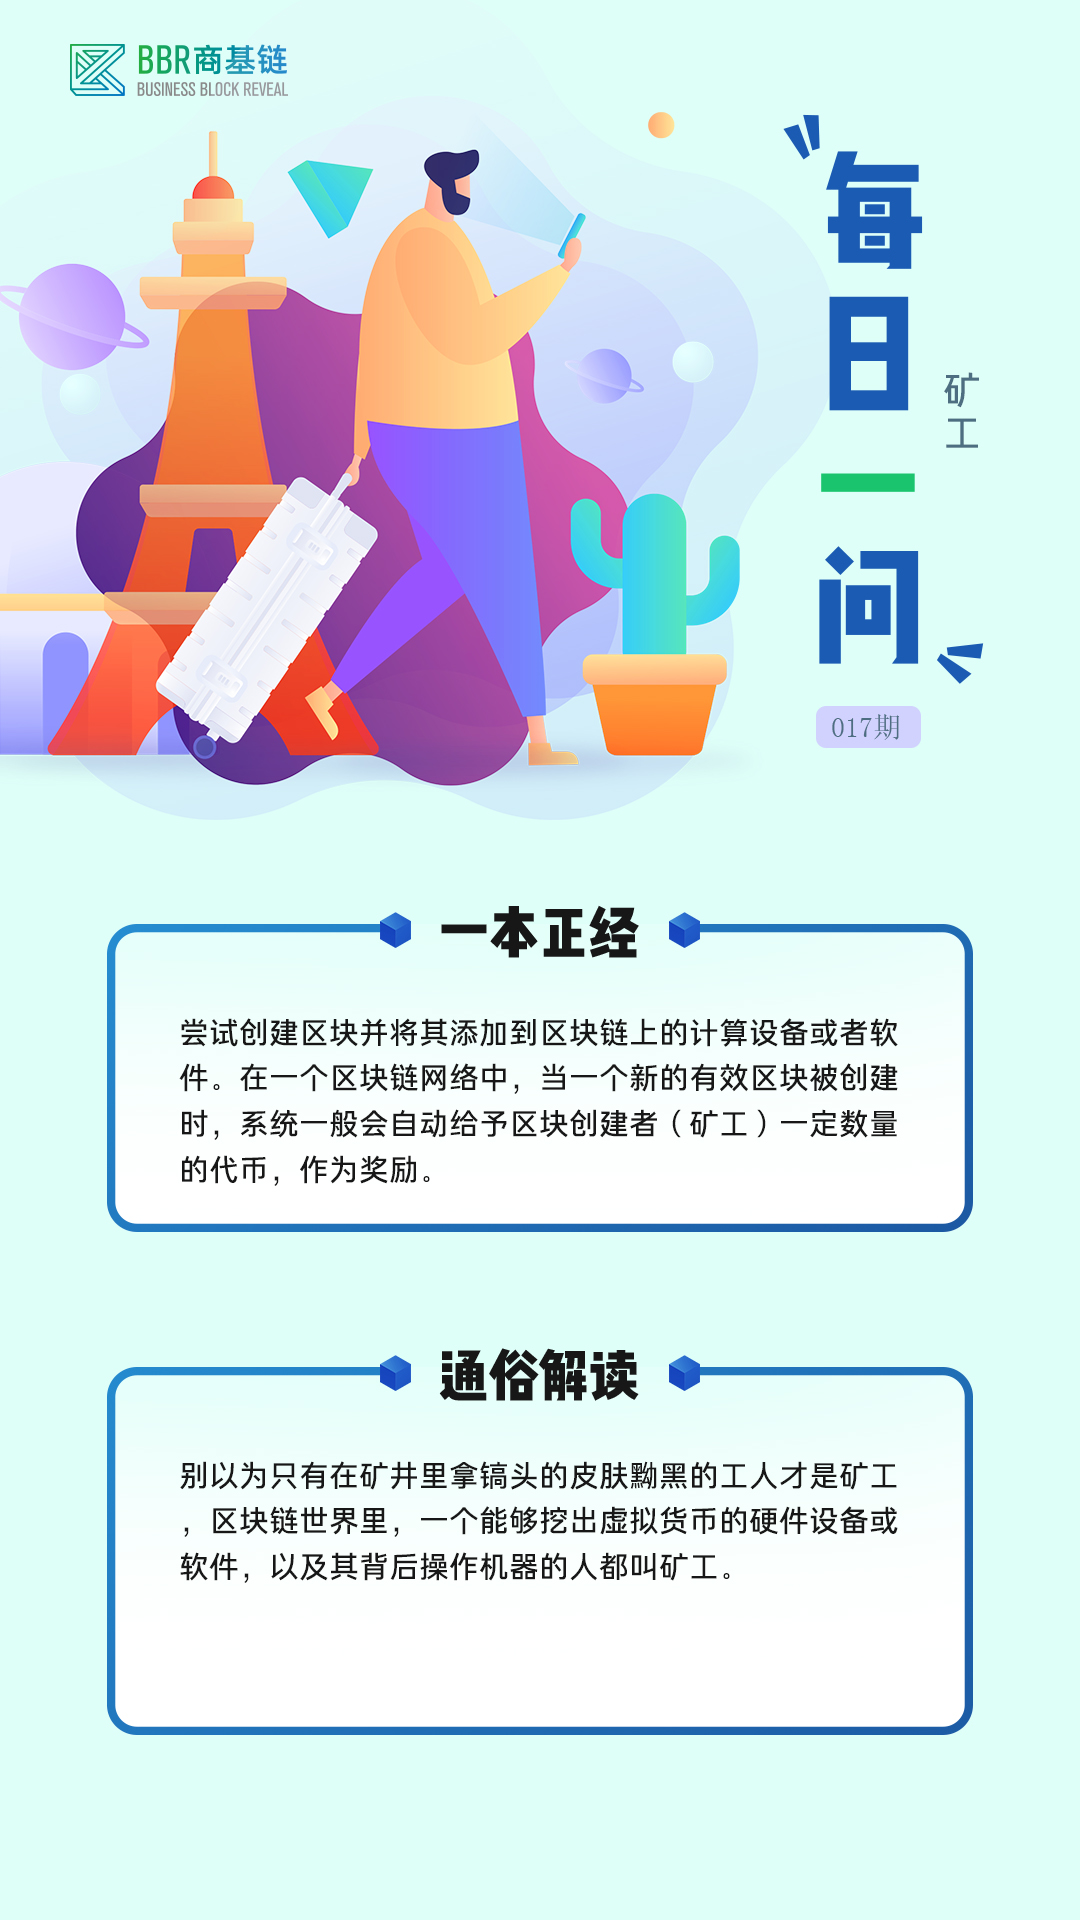 BBR商基链
BUSINESS BLOCK REVEAL
每日一问
矿工
017期
一本正经
尝试创建区块并将其添加到区块链上的计算设备或者软
件。在一个区块链网络中，当一个新的有效区块被创建
时，系统一般会自动给予区块创建者（矿工）一定数量
的代币，作为奖励。
通俗解读
别以为只有在矿井里拿镐头的皮肤黝黑的工人才是矿工
，区块链世界里，一个能够挖出虚拟货币的硬件设备或
软件，以及其背后操作机器的人都叫矿工。